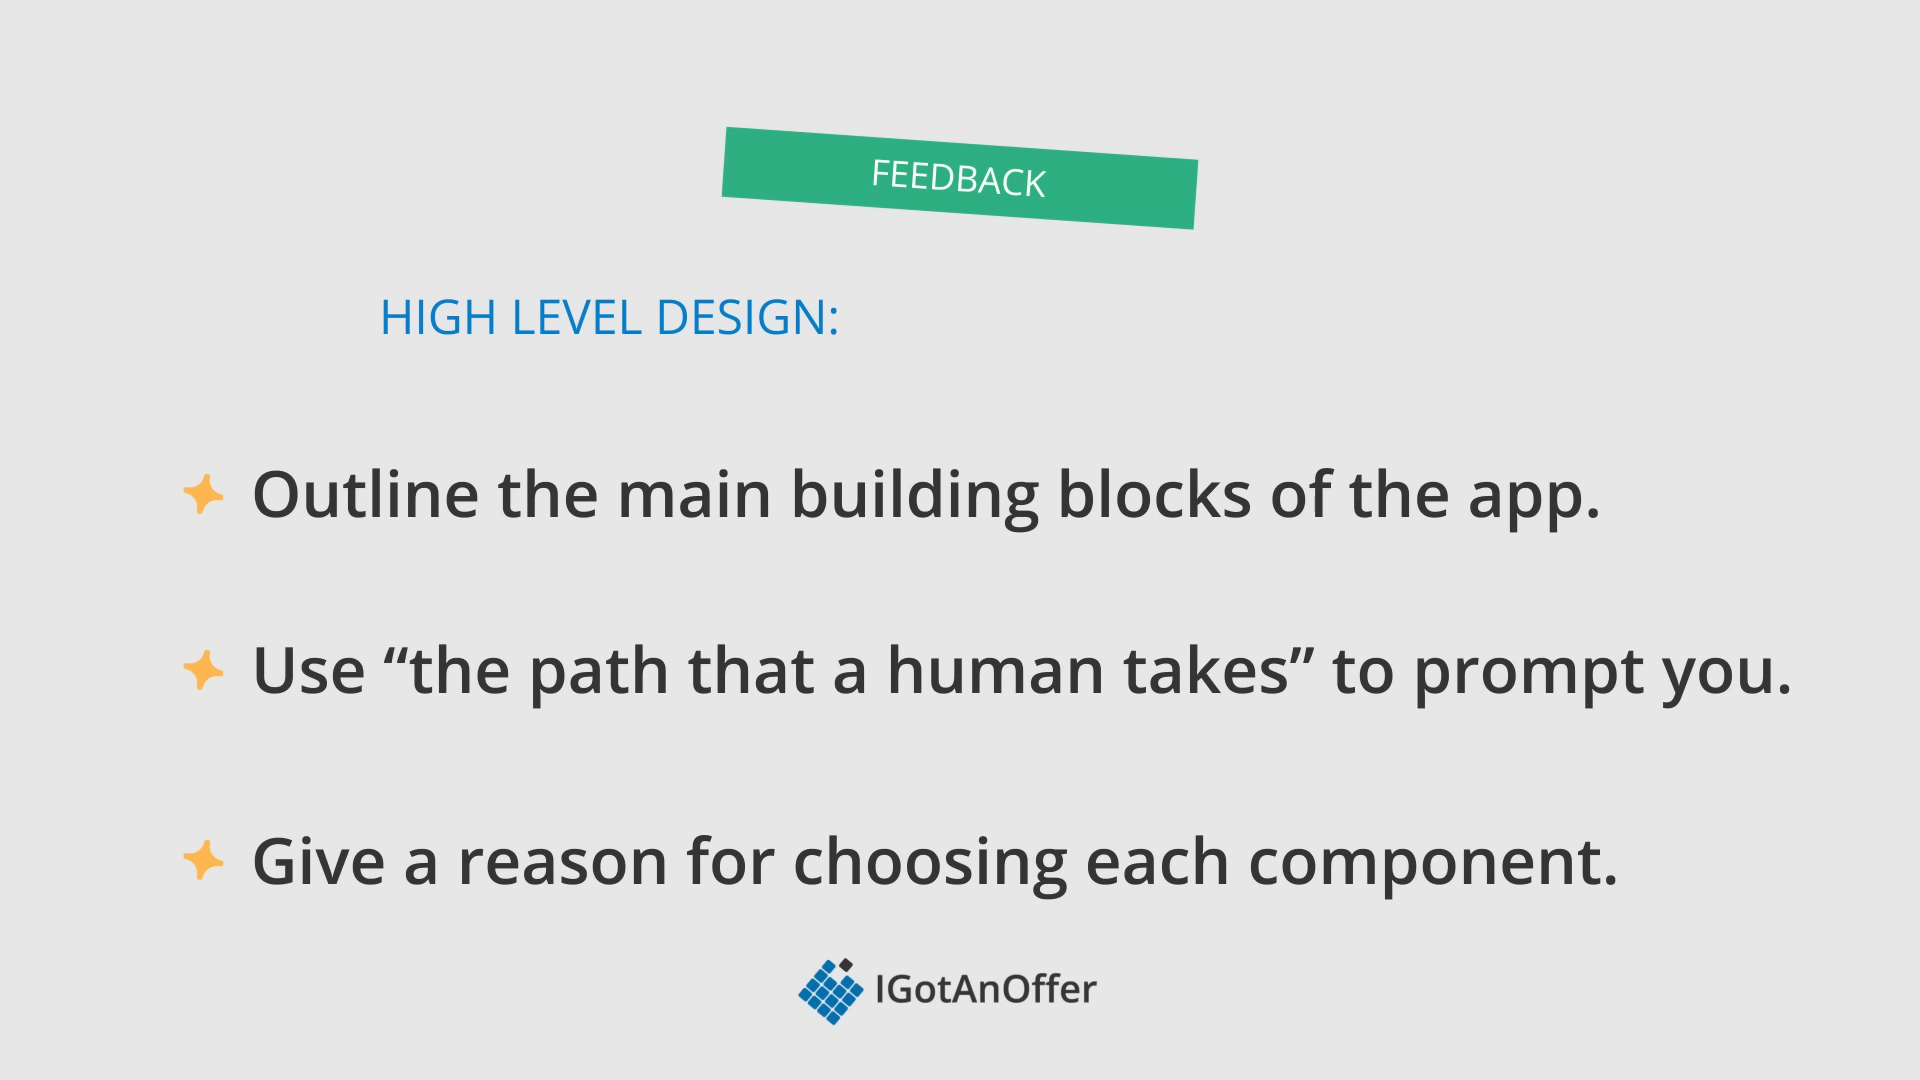 FEEDBACK
HIGH LEVEL DESIGN:
Outline the main building blocks of the app.
Use “the path that a human takes” to prompt you.
Give a reason for choosing each component.
IGotAnOffer